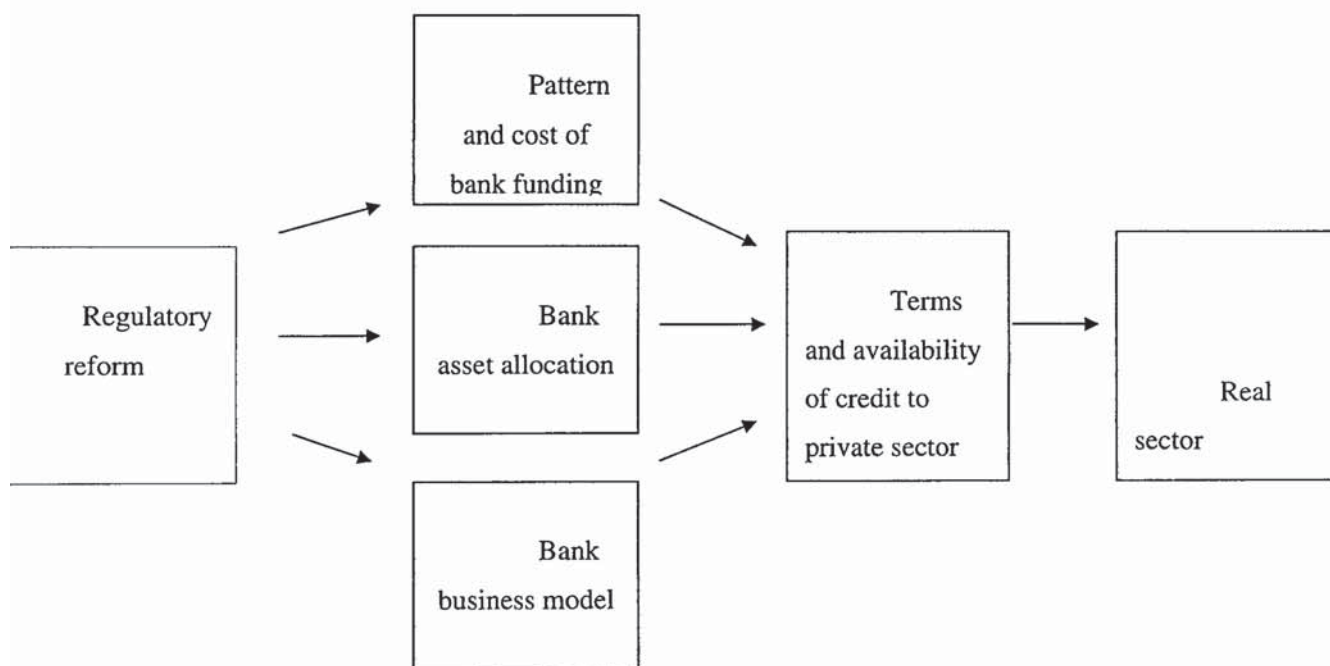 Pattern
and cost of
bank funding
Regulatory
reform
Bank
asset allocation
Bank
business model
Terms
and availability
of credit to
private sector
Real
sector